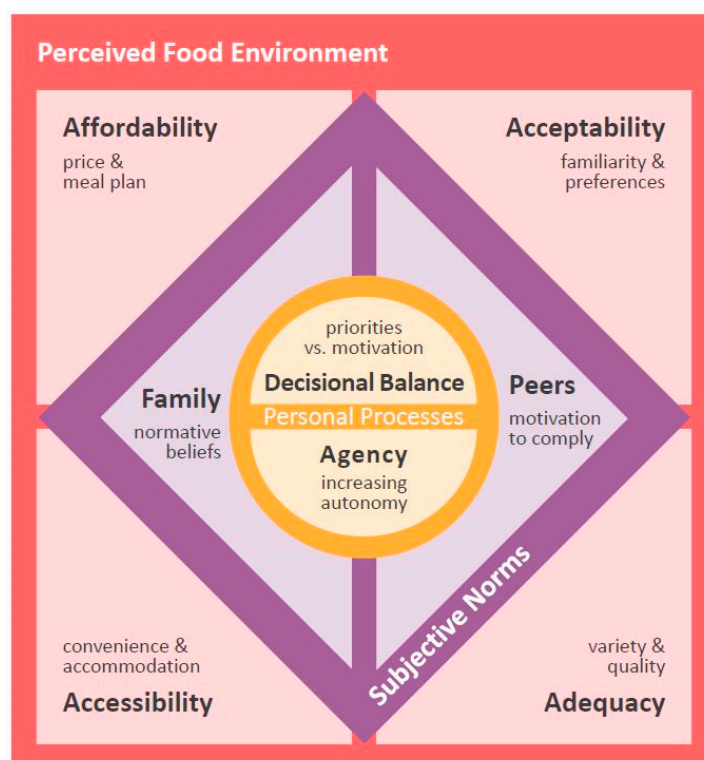 Perceived Food Environment
Affordability
price &
meal plan
Acceptability
familiarity &
preferences
priorities
vs. motivation
Decisional Balance
Personal Processes
Agency
increasing
autonomy
Family
normative
beliefs
Peers
motivation
to comply
Subjective Norms
convenience &
accommodation
Accessibility
variety &
quality
Adequacy